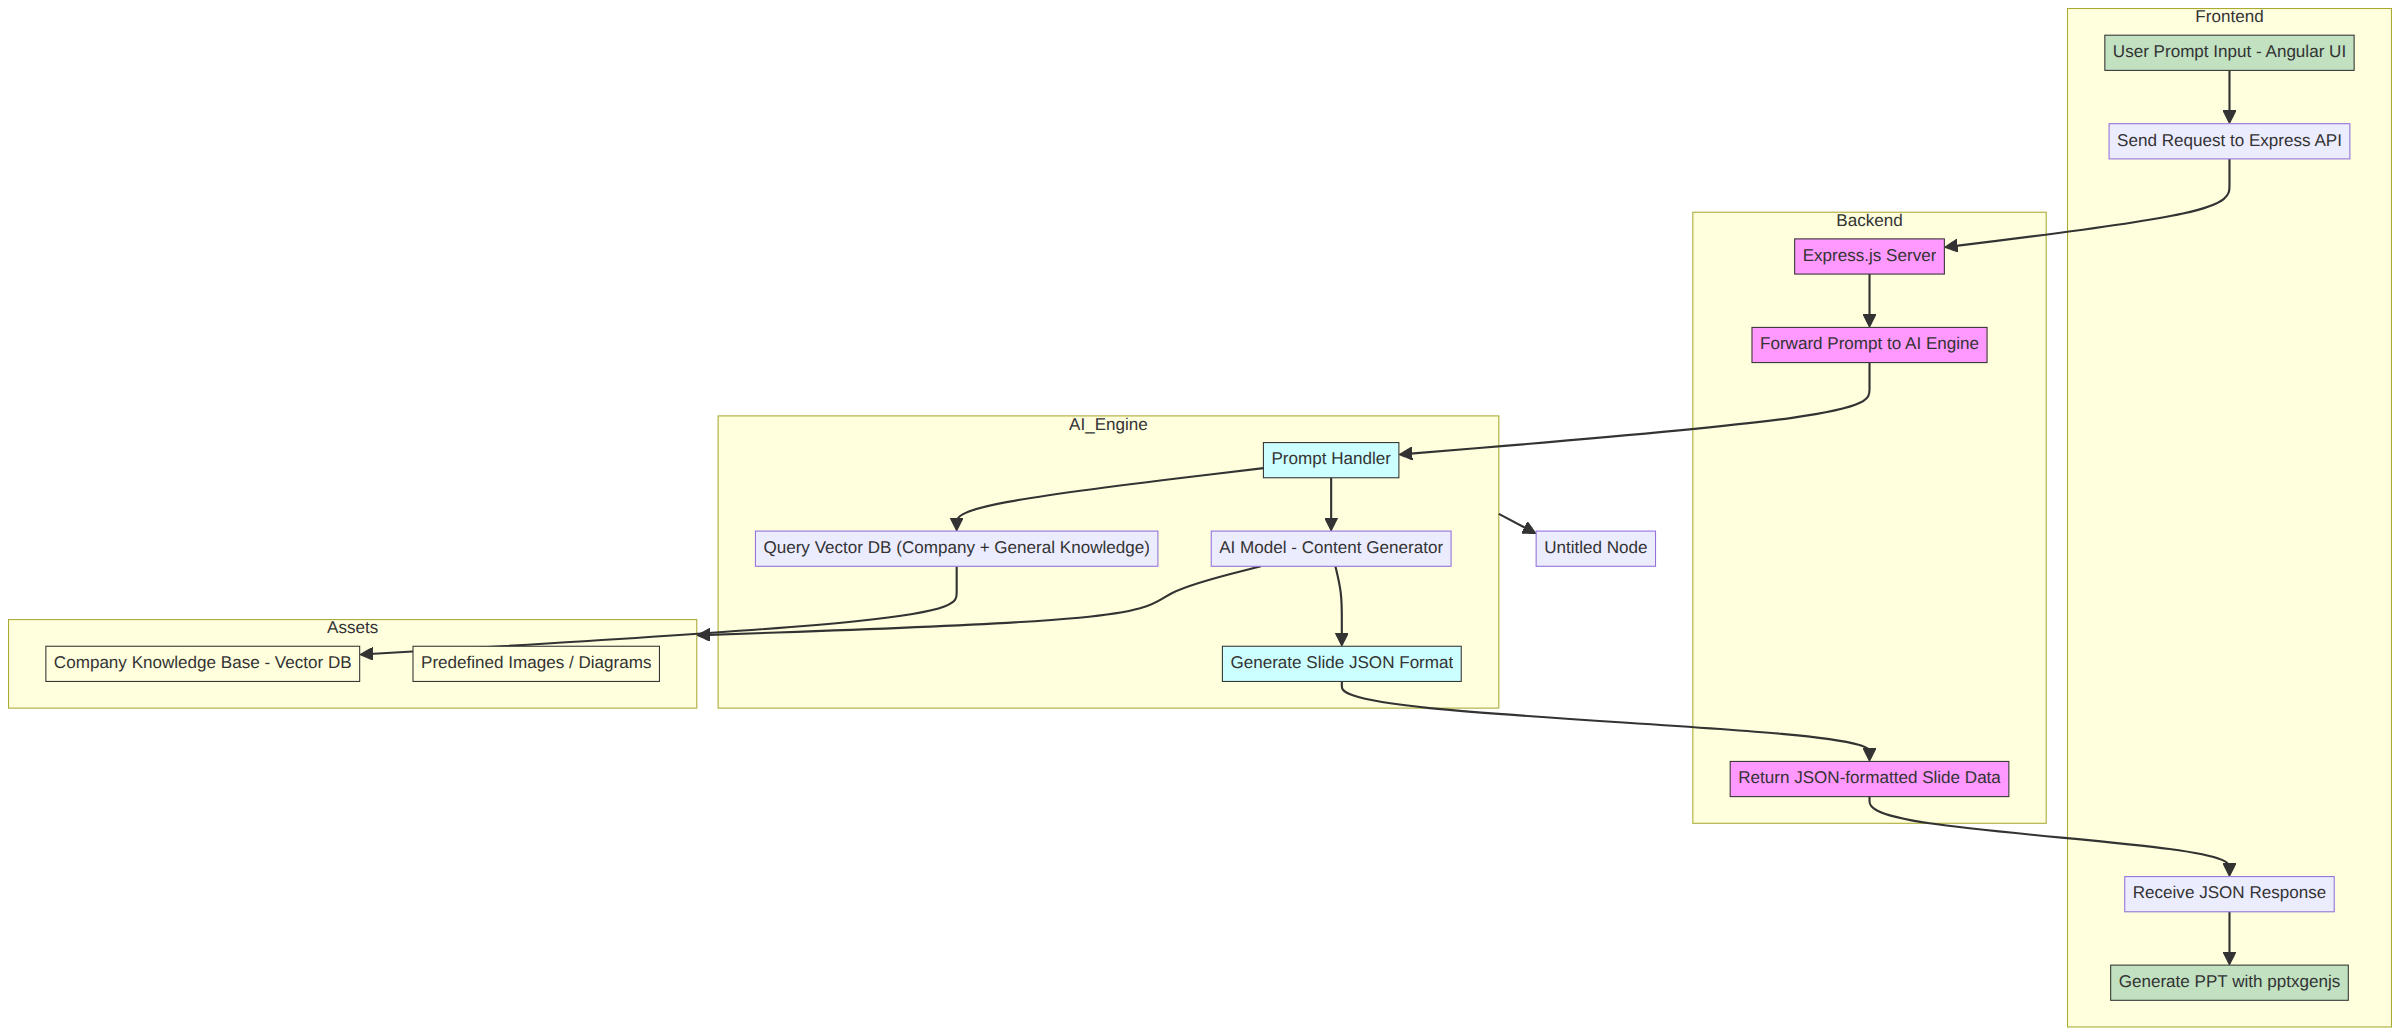 Frontend
User Prompt Input - Angular UI
Send Request to Express API
Backend
Express.js Server
Forward Prompt to AI Engine
AI_Engine
Prompt Handler
Query Vector DB (Company + General Knowledge)
AI Model - Content Generator
Untitled Node
Assets
Company Knowledge Base - Vector DB
Predefined Images / Diagrams
Generate Slide JSON Format
Return JSON-formatted Slide Data
Receive JSON Response
Generate PPT with pptxgenjs